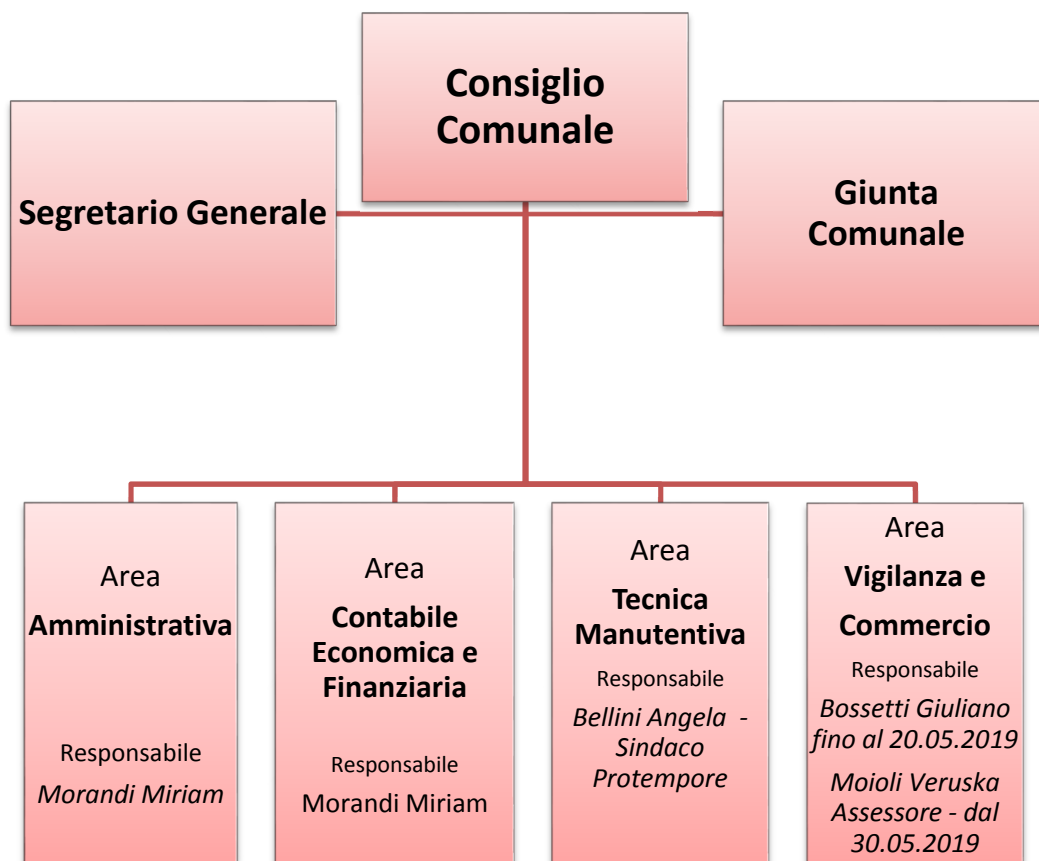 Consiglio
Comunale
Segretario Generale
Giunta
Comunale
Area
Amministrativa
Responsabile
Morandi Miriam
Area
Contabile
Economica e
Finanziaria
Responsabile
Morandi Miriam
Area
Tecnica
Manutentiva
Responsabile
Bellini Angela -
Sindaco
Protempore
Area
Vigilanza e
Commercio
Responsabile
Bossetti Giuliano
fino al 20.05.2019
Moioli Veruska
Assessore - dal
30.05.2019